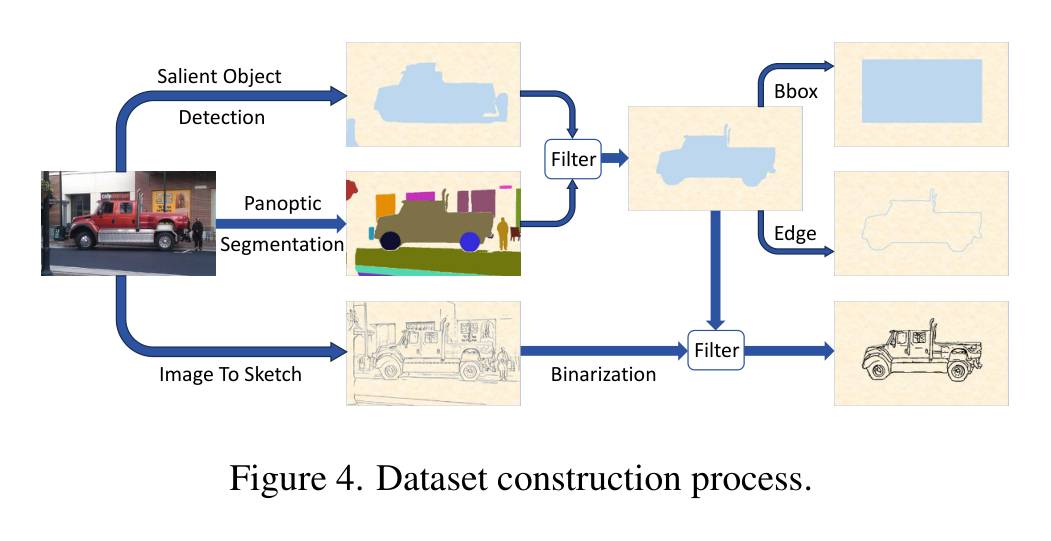 Salient Object
Detection
Panoptic
Segmentation
Image To Sketch
Filter
Binarization
Filter
Bbox
Edge
Figure 4. Dataset construction process.